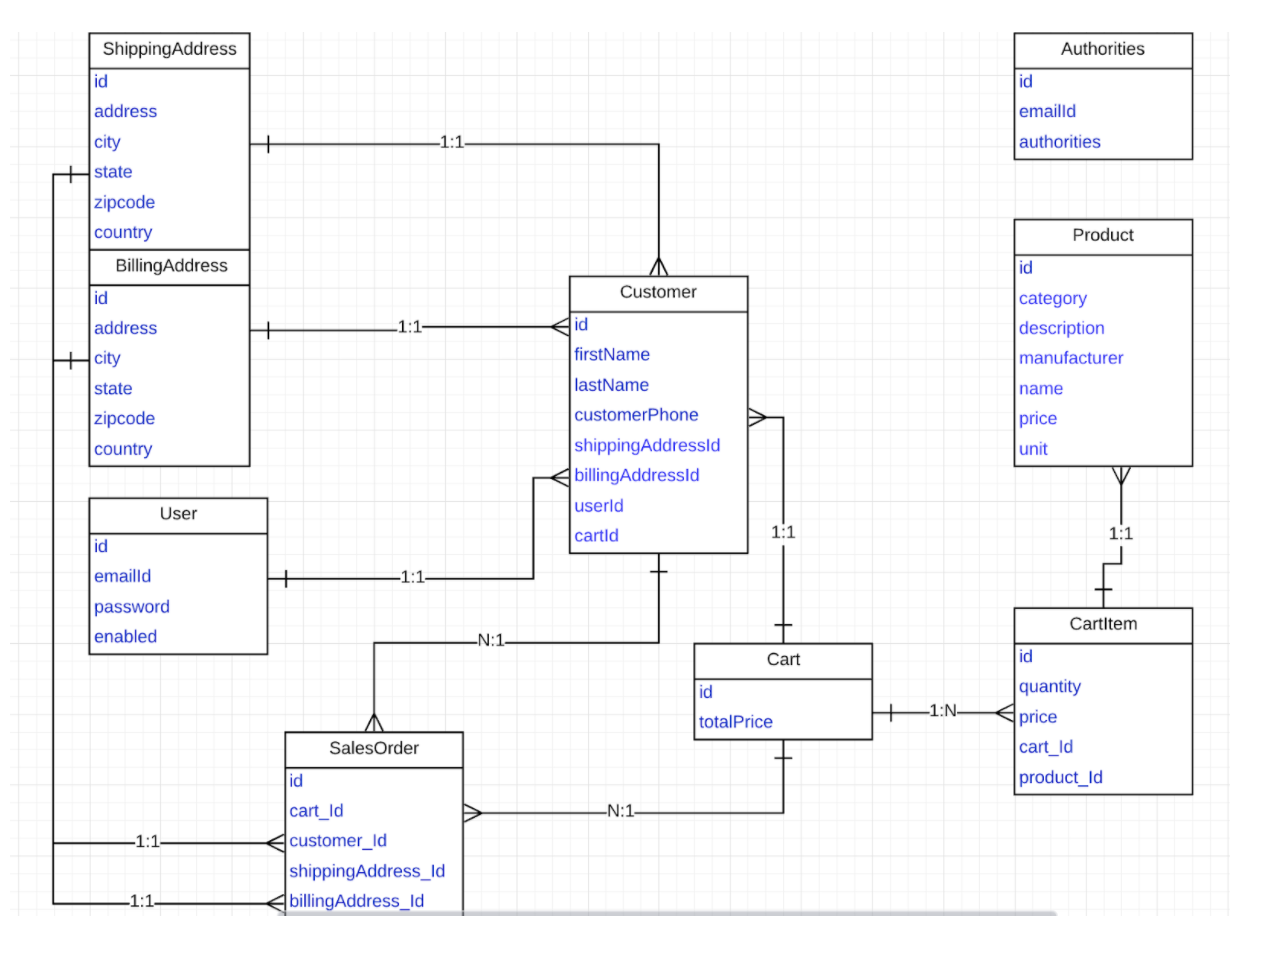 ShippingAddress
id
address
city
state
zipcode
country
BillingAddress
id
address
city
state
zipcode
country
User
id
emailId
password
enabled
1:1
1:1
1:1
N:1
Customer
id
firstName
lastName
customerPhone
shippingAddressId
billingAddressId
userId
cartId
1:1
Authorities
id
emailId
authorities
Product
id
category
description
manufacturer
name
price
unit
1:1
CartItem
id
quantity
price
cart_Id
product_Id
Cart
id
totalPrice
1:N
N:1
SalesOrder
id
cart_Id
customer_Id
shippingAddress_Id
billingAddress_Id
1:1
1:1